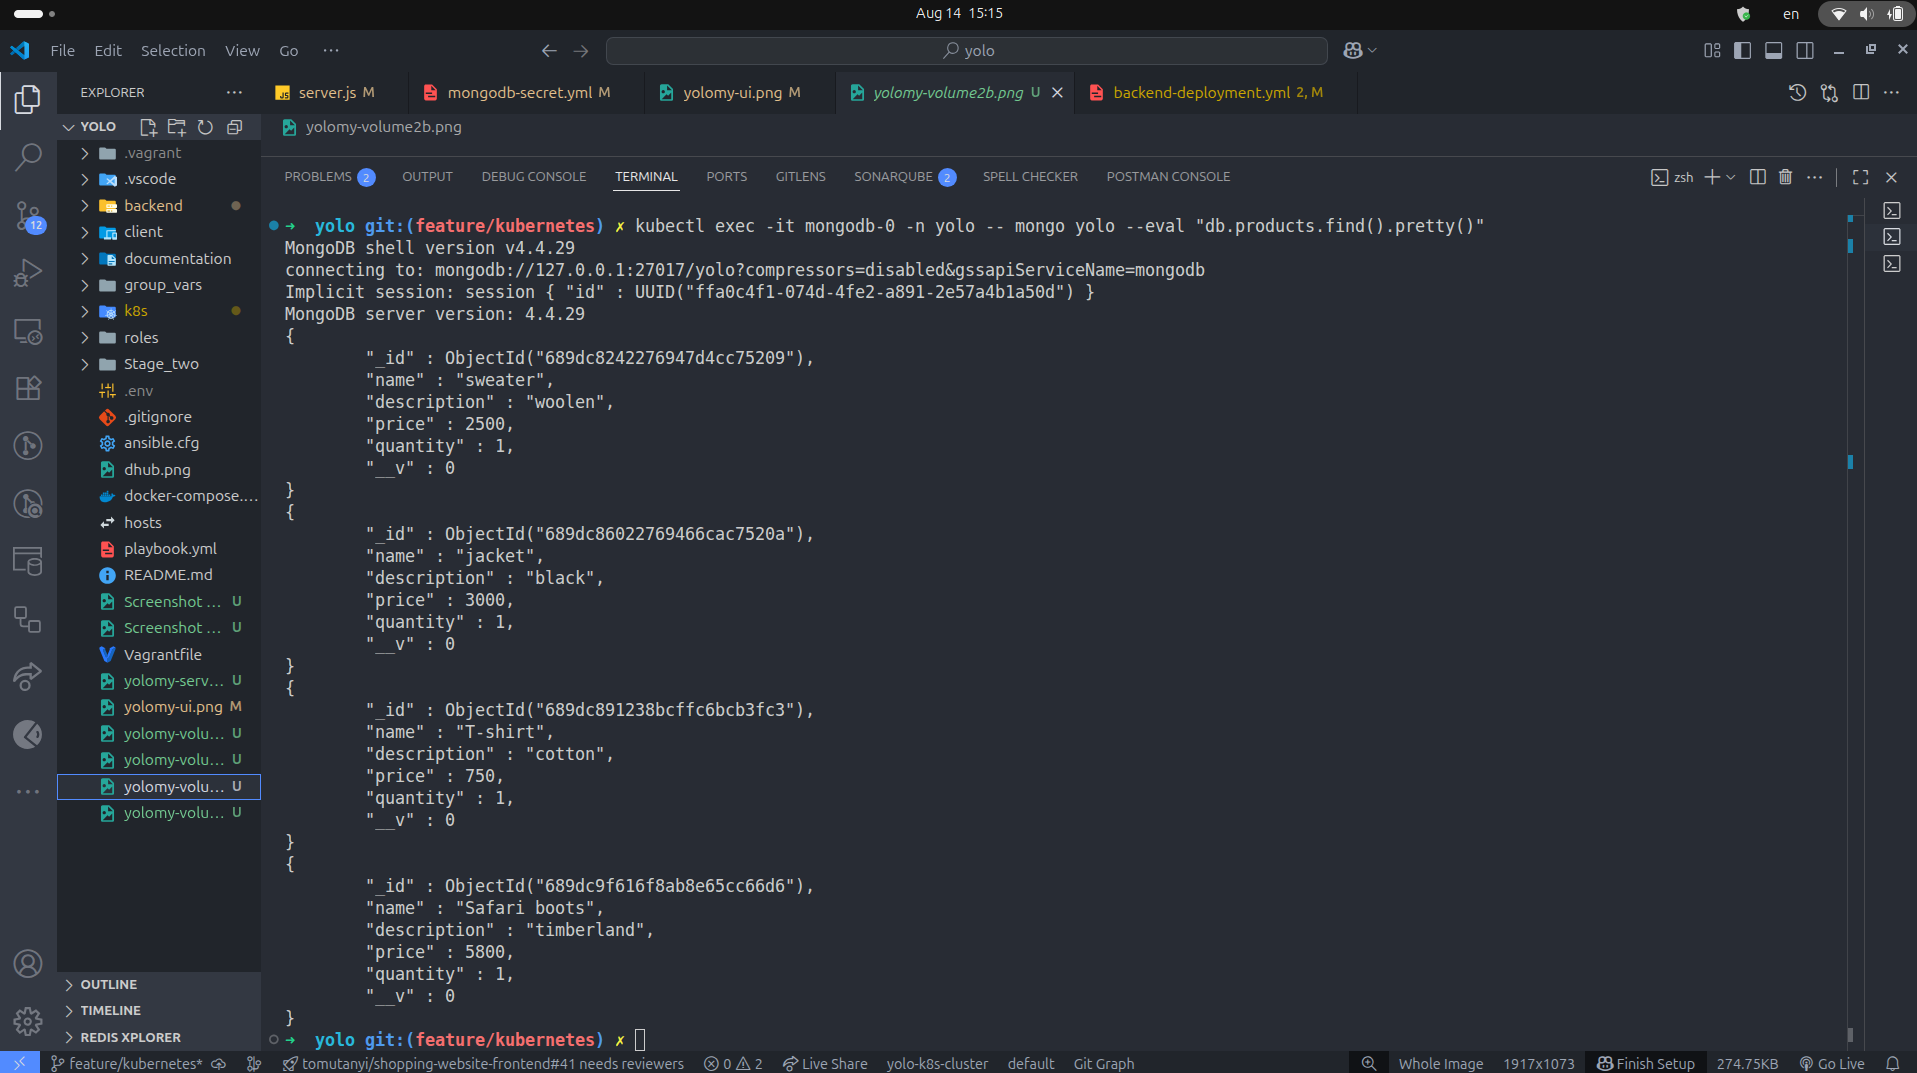 Aug 14 15:15
en
File Edit Selection View Go ···
yolo
EXPLORER ···
server.js M
mongodb-secret.yml M
yolomy-ui.png M
yolomy-volume2b.png U
backend-deployment.yml 2, M
YOLO
yolomy-volume2b.png
.vagrant
.vscode
backend
client
documentation
group_vars
k8s
roles
Stage_two
.env
.gitignore
ansible.cfg
dhub.png
docker-compose....
hosts
playbook.yml
README.md
Screenshot ... U
Screenshot ... U
Vagrantfile
yolomy-serv... U
yolomy-ui.png M
yolomy-volu... U
yolomy-volu... U
yolomy-volu... U
yolomy-volu... U
OUTLINE
TIMELINE
REDIS XPLORER
12
PROBLEMS 2 OUTPUT DEBUG CONSOLE TERMINAL PORTS GITLENS SONARQUBE 2 SPELL CHECKER POSTMAN CONSOLE
zsh
➜ yolo git:(feature/kubernetes) ✗ kubectl exec -it mongodb-0 -n yolo -- mongo yolo --eval "db.products.find().pretty()"
MongoDB shell version v4.4.29
connecting to: mongodb://127.0.0.1:27017/yolo?compressors=disabled&gssapiServiceName=mongodb
Implicit session: session { "id" : UUID("ffa0c4f1-074d-4fe2-a891-2e57a4b1a50d") }
MongoDB server version: 4.4.29
{
"_id" : ObjectId("689dc8242276947d4cc75209"),
"name" : "sweater",
"description" : "woolen",
"price" : 2500,
"quantity" : 1,
"__v" : 0
}
{
"_id" : ObjectId("689dc86022769466cac7520a"),
"name" : "jacket",
"description" : "black",
"price" : 3000,
"quantity" : 1,
"__v" : 0
}
{
"_id" : ObjectId("689dc891238bcffc6bcb3fc3"),
"name" : "T-shirt",
"description" : "cotton",
"price" : 750,
"quantity" : 1,
"__v" : 0
}
{
"_id" : ObjectId("689dc9f616f8ab8e65cc66d6"),
"name" : "Safari boots",
"description" : "timberland",
"price" : 5800,
"quantity" : 1,
"__v" : 0
}
➜ yolo git:(feature/kubernetes) ✗
feature/kubernetes* tomutanyi/shopping-website-frontend#41 needs reviewers 0 2 Live Share yolo-k8s-cluster default Git Graph Whole Image 1917x1073 Finish Setup 274.75KB Go Live